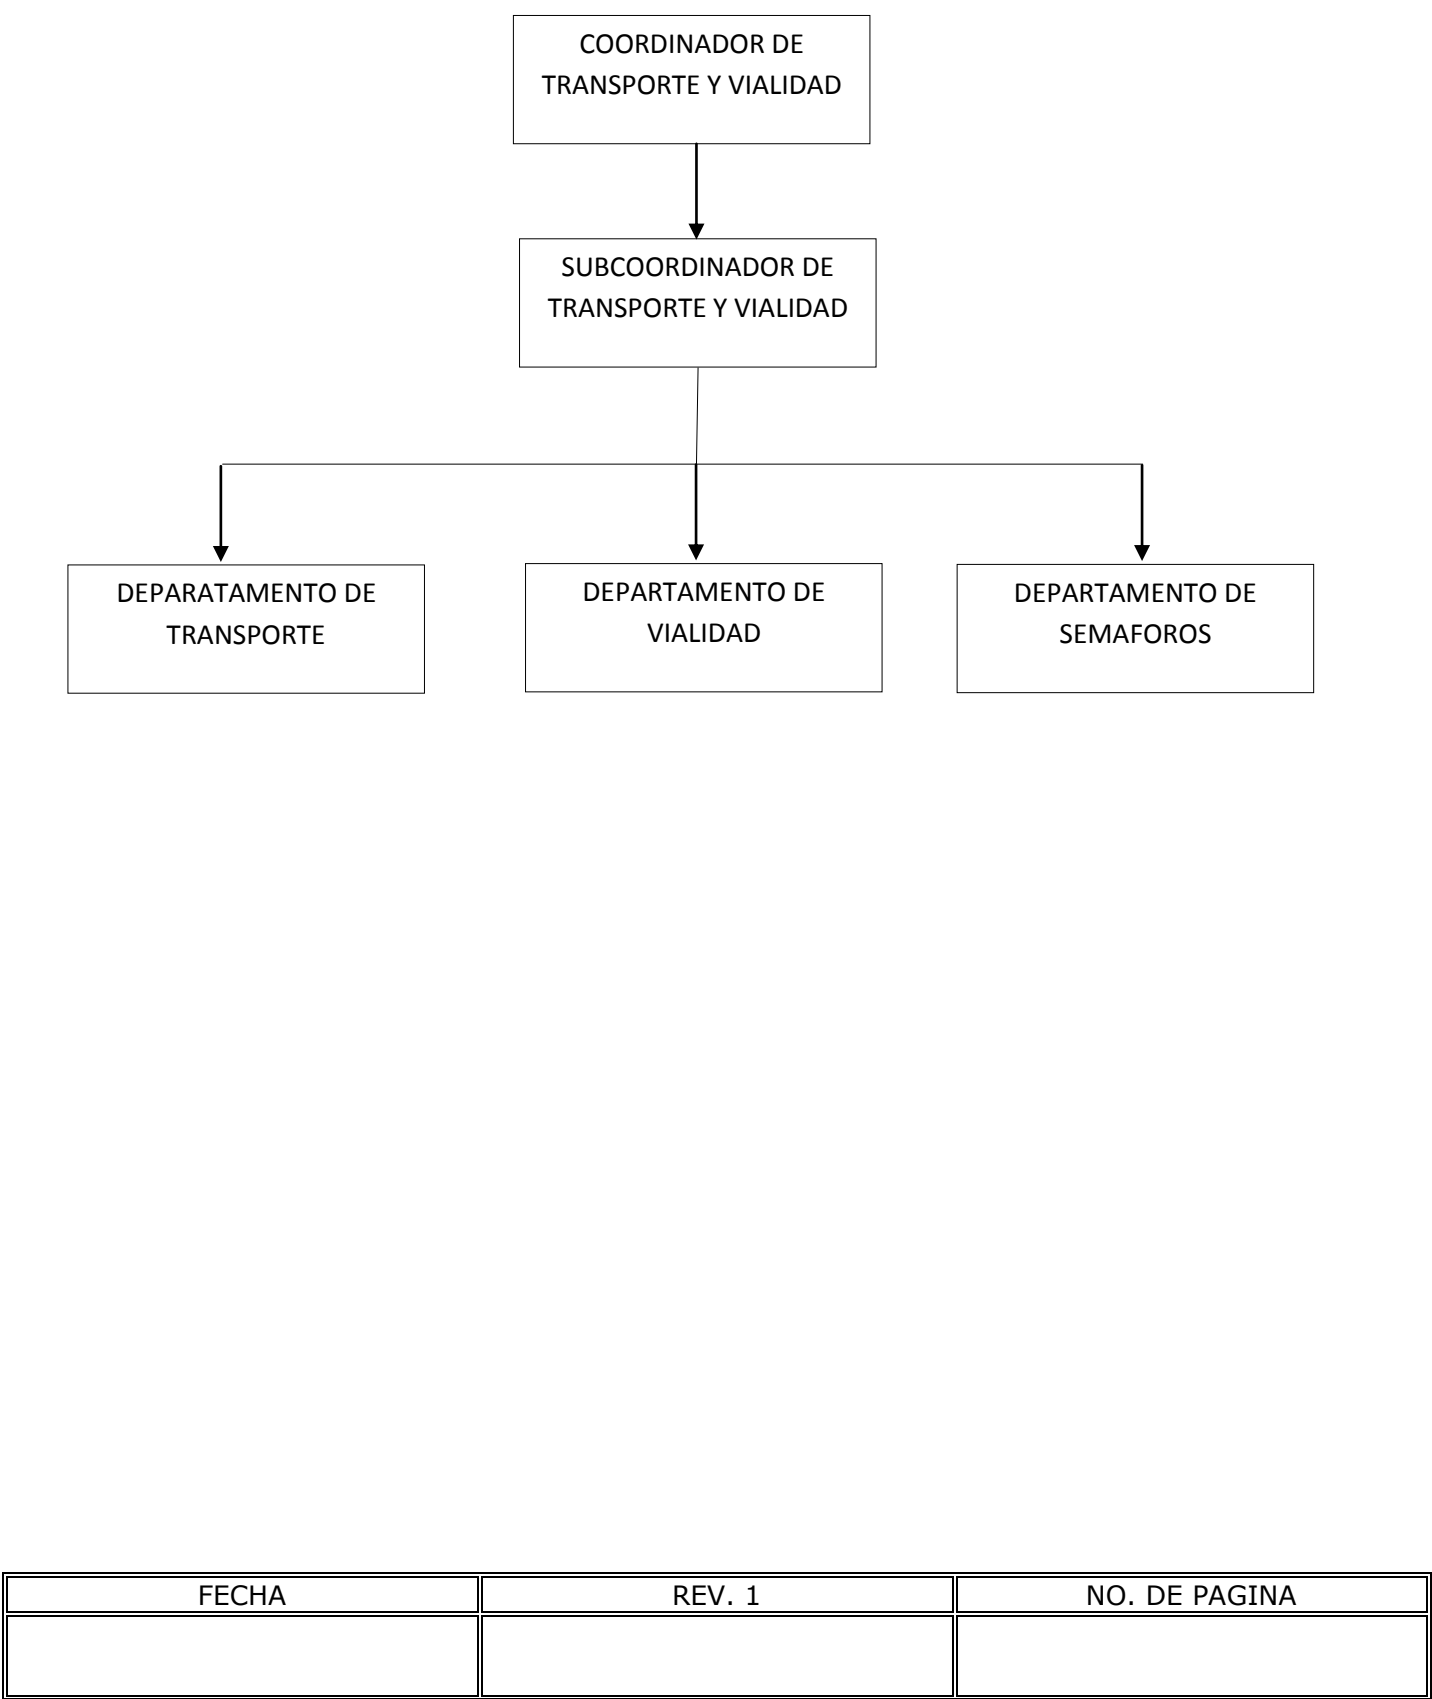 COORDINADOR DE
TRANSPORTE Y VIALIDAD
SUBCOORDINADOR DE
TRANSPORTE Y VIALIDAD
DEPARATAMENTO DE
TRANSPORTE
DEPARTAMENTO DE
VIALIDAD
DEPARTAMENTO DE
SEMAFOROS
FECHA
REV. 1
NO. DE PAGINA